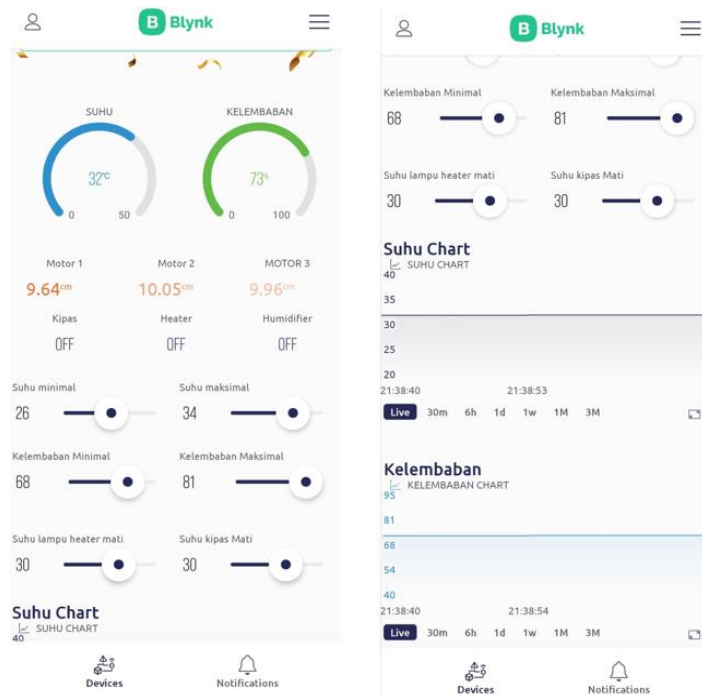 B Blynk
SUHU KELEMBABAN
32°C 73%
0 50 0 100
Motor 1 Motor 2 MOTOR 3
9.64cm 10.05cm 9.96cm
Kipas Heater Humidifier
OFF OFF OFF
Suhu minimal Suhu maksimal
26 34
Kelembaban Minimal Kelembaban Maksimal
68 81
Suhu lampu heater mati Suhu kipas Mati
30 30
Suhu Chart
SUHU CHART
40
Devices Notifications
B Blynk
Kelembaban Minimal Kelembaban Maksimal
68 81
Suhu lampu heater mati Suhu kipas Mati
30 30
Suhu Chart
SUHU CHART
40
35
30
25
20
21:38:40 21:38:53
Live 30m 6h 1d 1w 1M 3M
Kelembaban
KELEMBABAN CHART
95
81
68
54
40
21:38:40 21:38:54
Live 30m 6h 1d 1w 1M 3M
Devices Notifications